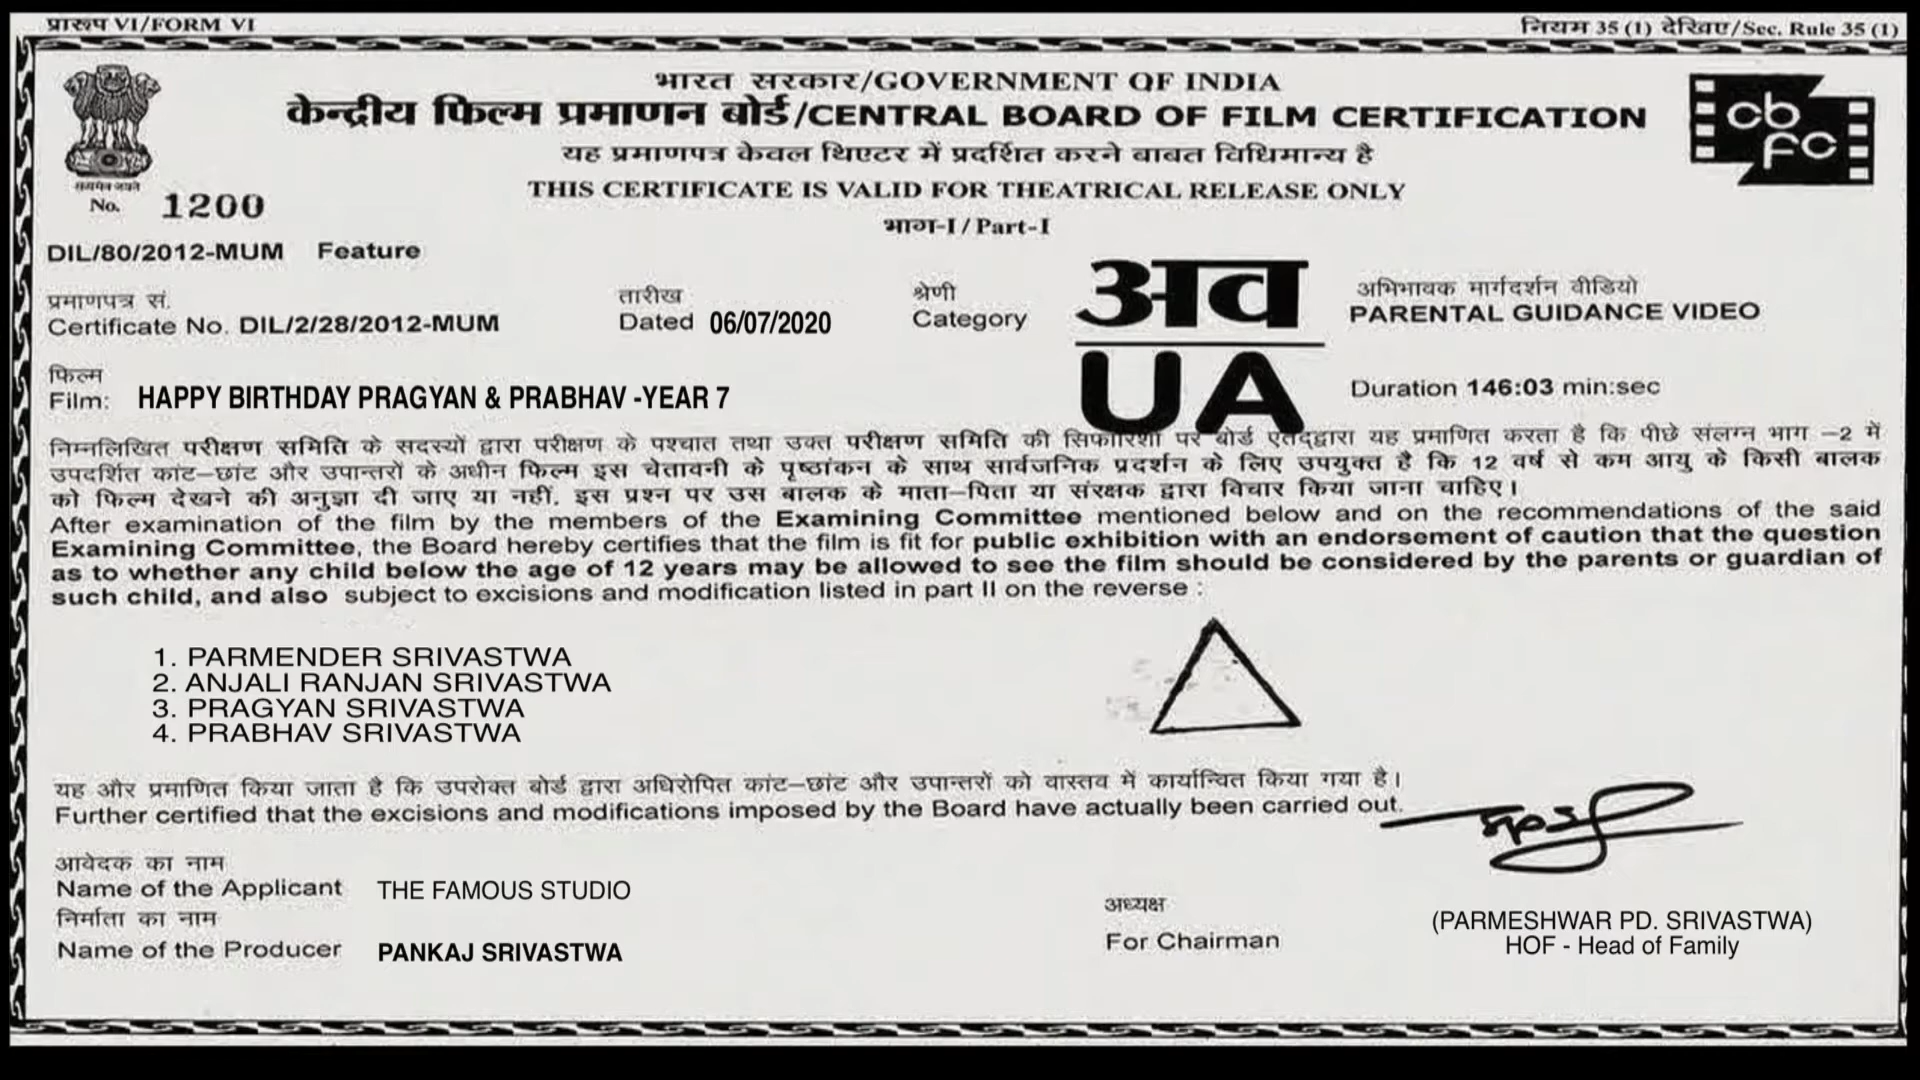 प्रारूप VI/FORM VI
नियम 35 (1) देखिए/Sec. Rule 35 (1)
भारत सरकार/GOVERNMENT OF INDIA
केन्द्रीय फिल्म प्रमाणन बोर्ड/CENTRAL BOARD OF FILM CERTIFICATION
cb
fc
यह प्रमाणपत्र केवल थिएटर में प्रदर्शित करने बाबत विधिमान्य है
सत्यमेव जयते
THIS CERTIFICATE IS VALID FOR THEATRICAL RELEASE ONLY
No. 1200
भाग-I / Part-I
DIL/80/2012-MUM Feature
प्रमाणपत्र सं.
Certificate No. DIL/2/28/2012-MUM
तारीख
Dated 06/07/2020
श्रेणी
Category
अव
UA
अभिभावक मार्गदर्शन वीडियो
PARENTAL GUIDANCE VIDEO
फिल्म
Film: HAPPY BIRTHDAY PRAGYAN & PRABHAV -YEAR 7
Duration 146:03 min:sec
निम्नलिखित परीक्षण समिति के सदस्यों द्वारा परीक्षण के पश्चात तथा उक्त परीक्षण समिति की सिफारिशों पर बोर्ड एतद्द्वारा यह प्रमाणित करता है कि पीछे संलग्न भाग –2 में
उपदर्शित कांट–छांट और उपान्तरों के अधीन फिल्म इस चेतावनी के पृष्ठांकन के साथ सार्वजनिक प्रदर्शन के लिए उपयुक्त है कि 12 वर्ष से कम आयु के किसी बालक
को फिल्म देखने की अनुज्ञा दी जाए या नहीं. इस प्रश्न पर उस बालक के माता–पिता या संरक्षक द्वारा विचार किया जाना चाहिए।
After examination of the film by the members of the Examining Committee mentioned below and on the recommendations of the said
Examining Committee, the Board hereby certifies that the film is fit for public exhibition with an endorsement of caution that the question
as to whether any child below the age of 12 years may be allowed to see the film should be considered by the parents or guardian of
such child, and also subject to excisions and modification listed in part II on the reverse :
1. PARMENDER SRIVASTWA
2. ANJALI RANJAN SRIVASTWA
3. PRAGYAN SRIVASTWA
4. PRABHAV SRIVASTWA
यह और प्रमाणित किया जाता है कि उपरोक्त बोर्ड द्वारा अधिरोपित कांट–छांट और उपान्तरों को वास्तव में कार्यान्वित किया गया है।
Further certified that the excisions and modifications imposed by the Board have actually been carried out.
आवेदक का नाम
Name of the Applicant THE FAMOUS STUDIO
निर्माता का नाम
Name of the Producer PANKAJ SRIVASTWA
अध्यक्ष
For Chairman
(PARMESHWAR PD. SRIVASTWA)
HOF - Head of Family